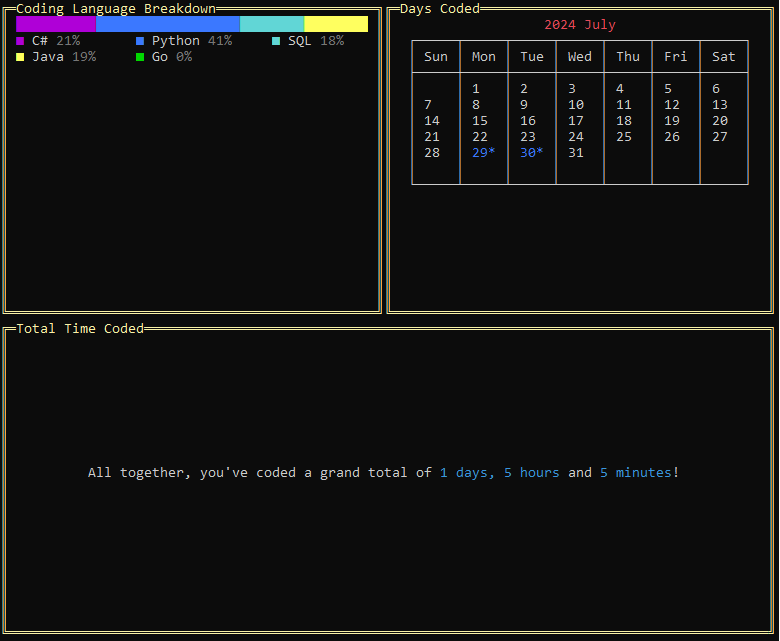 Coding Language Breakdown
C# 21% Python 41% SQL 18%
Java 19% Go 0%
Days Coded
2024 July
Sun Mon Tue Wed Thu Fri Sat
1 2 3 4 5 6
7 8 9 10 11 12 13
14 15 16 17 18 19 20
21 22 23 24 25 26 27
28 29* 30* 31
Total Time Coded
All together, you've coded a grand total of 1 days, 5 hours and 5 minutes!